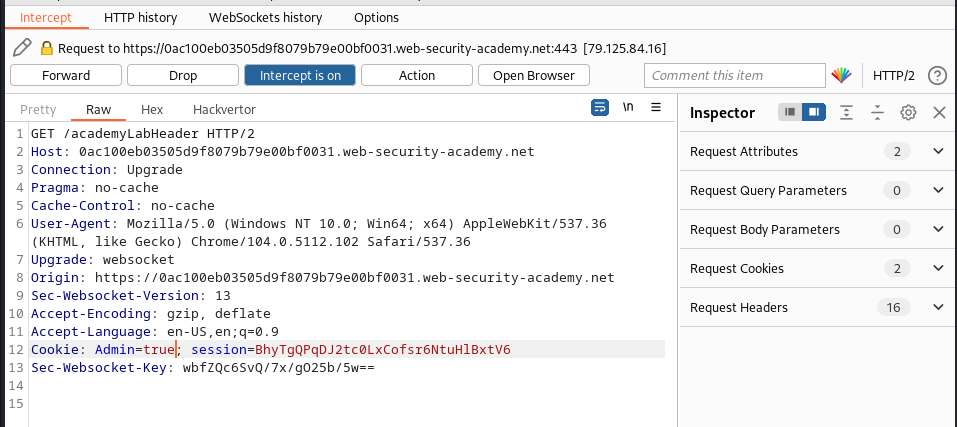 Intercept HTTP history WebSockets history Options
Request to https://0ac100eb03505d9f8079b79e00bf0031.web-security-academy.net:443 [79.125.84.16]
Forward Drop Intercept is on Action Open Browser Comment this item HTTP/2 ?
Pretty Raw Hex Hackvertor \n
Inspector
1 GET /academyLabHeader HTTP/2
2 Host: 0ac100eb03505d9f8079b79e00bf0031.web-security-academy.net
3 Connection: Upgrade
4 Pragma: no-cache
5 Cache-Control: no-cache
6 User-Agent: Mozilla/5.0 (Windows NT 10.0; Win64; x64) AppleWebKit/537.36
(KHTML, like Gecko) Chrome/104.0.5112.102 Safari/537.36
7 Upgrade: websocket
8 Origin: https://0ac100eb03505d9f8079b79e00bf0031.web-security-academy.net
9 Sec-Websocket-Version: 13
10 Accept-Encoding: gzip, deflate
11 Accept-Language: en-US,en;q=0.9
12 Cookie: Admin=true; session=BhyTgQPqDJ2tc0LxCofsr6NtuHlBxtV6
13 Sec-Websocket-Key: wbfZQc6SvQ/7x/gO25b/5w==
14
15
Request Attributes 2
Request Query Parameters 0
Request Body Parameters 0
Request Cookies 2
Request Headers 16